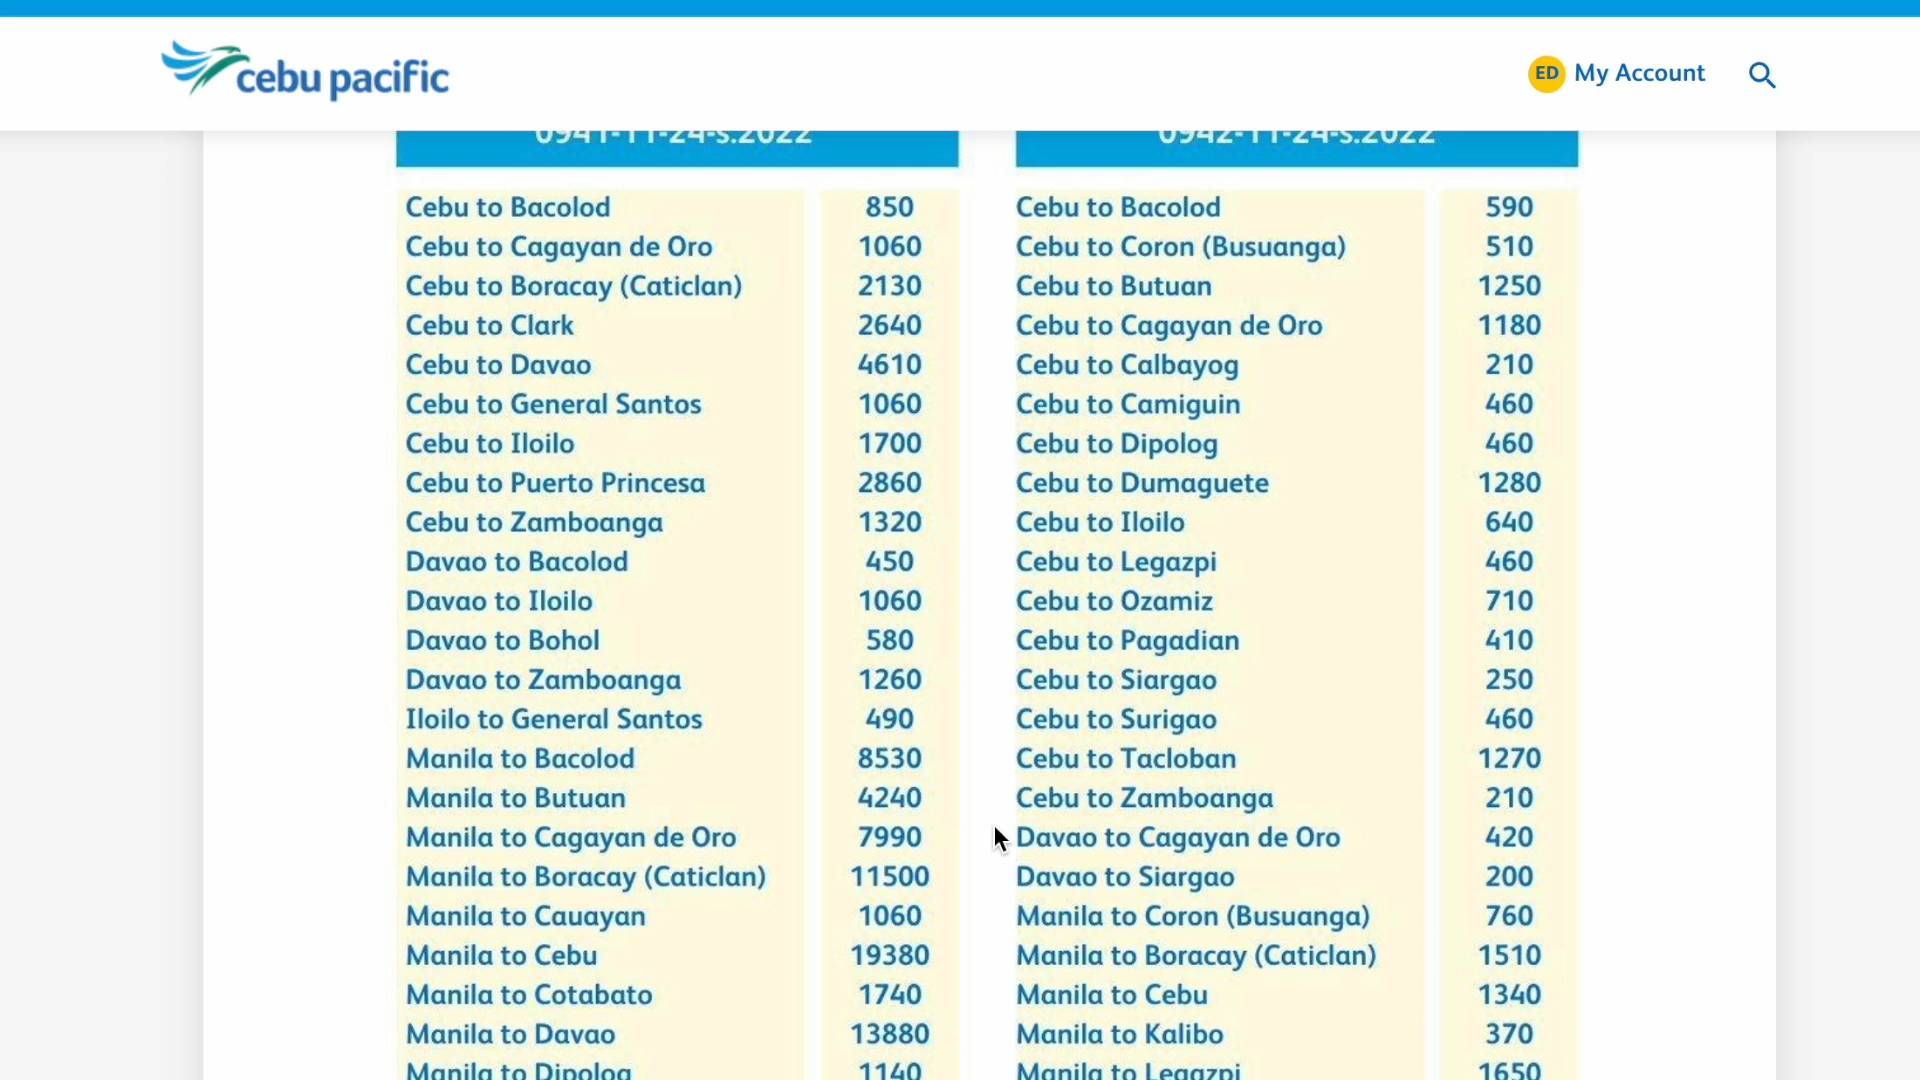 cebu pacific
ED My Account
0941-11-24-s.2022
Cebu to Bacolod 850
Cebu to Cagayan de Oro 1060
Cebu to Boracay (Caticlan) 2130
Cebu to Clark 2640
Cebu to Davao 4610
Cebu to General Santos 1060
Cebu to Iloilo 1700
Cebu to Puerto Princesa 2860
Cebu to Zamboanga 1320
Davao to Bacolod 450
Davao to Iloilo 1060
Davao to Bohol 580
Davao to Zamboanga 1260
Iloilo to General Santos 490
Manila to Bacolod 8530
Manila to Butuan 4240
Manila to Cagayan de Oro 7990
Manila to Boracay (Caticlan) 11500
Manila to Cauayan 1060
Manila to Cebu 19380
Manila to Cotabato 1740
Manila to Davao 13880
Manila to Dipolog 1140
0942-11-24-s.2022
Cebu to Bacolod 590
Cebu to Coron (Busuanga) 510
Cebu to Butuan 1250
Cebu to Cagayan de Oro 1180
Cebu to Calbayog 210
Cebu to Camiguin 460
Cebu to Dipolog 460
Cebu to Dumaguete 1280
Cebu to Iloilo 640
Cebu to Legazpi 460
Cebu to Ozamiz 710
Cebu to Pagadian 410
Cebu to Siargao 250
Cebu to Surigao 460
Cebu to Tacloban 1270
Cebu to Zamboanga 210
Davao to Cagayan de Oro 420
Davao to Siargao 200
Manila to Coron (Busuanga) 760
Manila to Boracay (Caticlan) 1510
Manila to Cebu 1340
Manila to Kalibo 370
Manila to Legazpi 1650